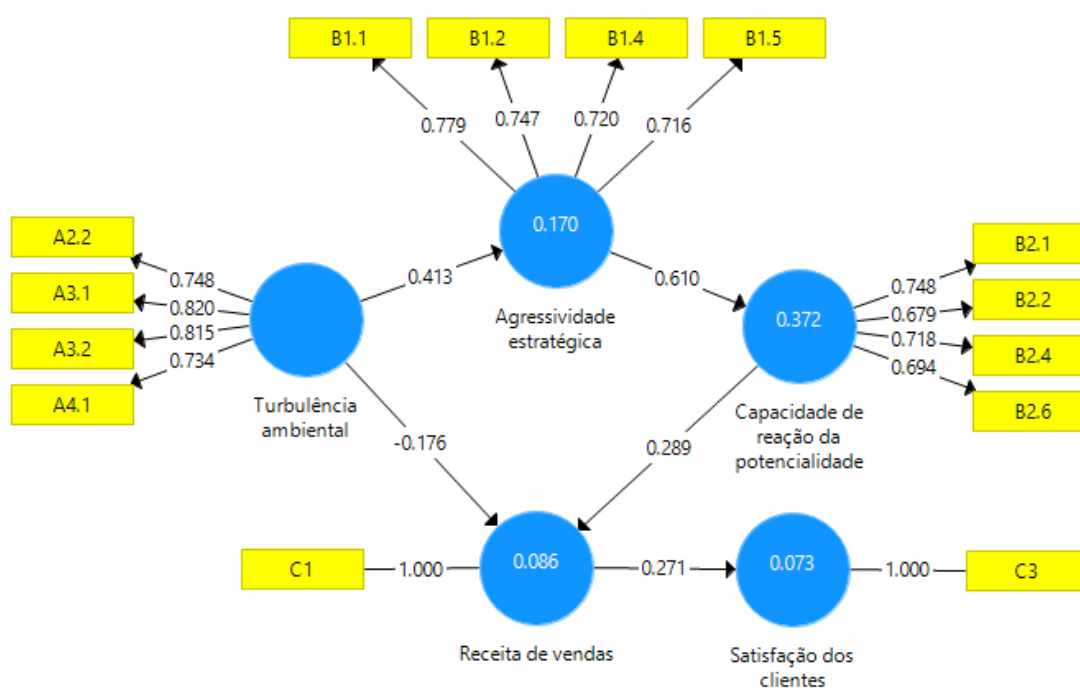 B1.1
B1.2
B1.4
B1.5
0.779
0.747
0.720
0.716
0.170
Agressividade
estratégica
A2.2
A3.1
A3.2
A4.1
0.748
0.820
0.815
0.734
Turbulência
ambiental
0.413
0.610
-0.176
0.372
Capacidade de
reação da
potencialidade
0.748
0.679
0.718
0.694
B2.1
B2.2
B2.4
B2.6
0.289
C1
1.000
0.086
Receita de vendas
0.271
0.073
Satisfação dos
clientes
1.000
C3